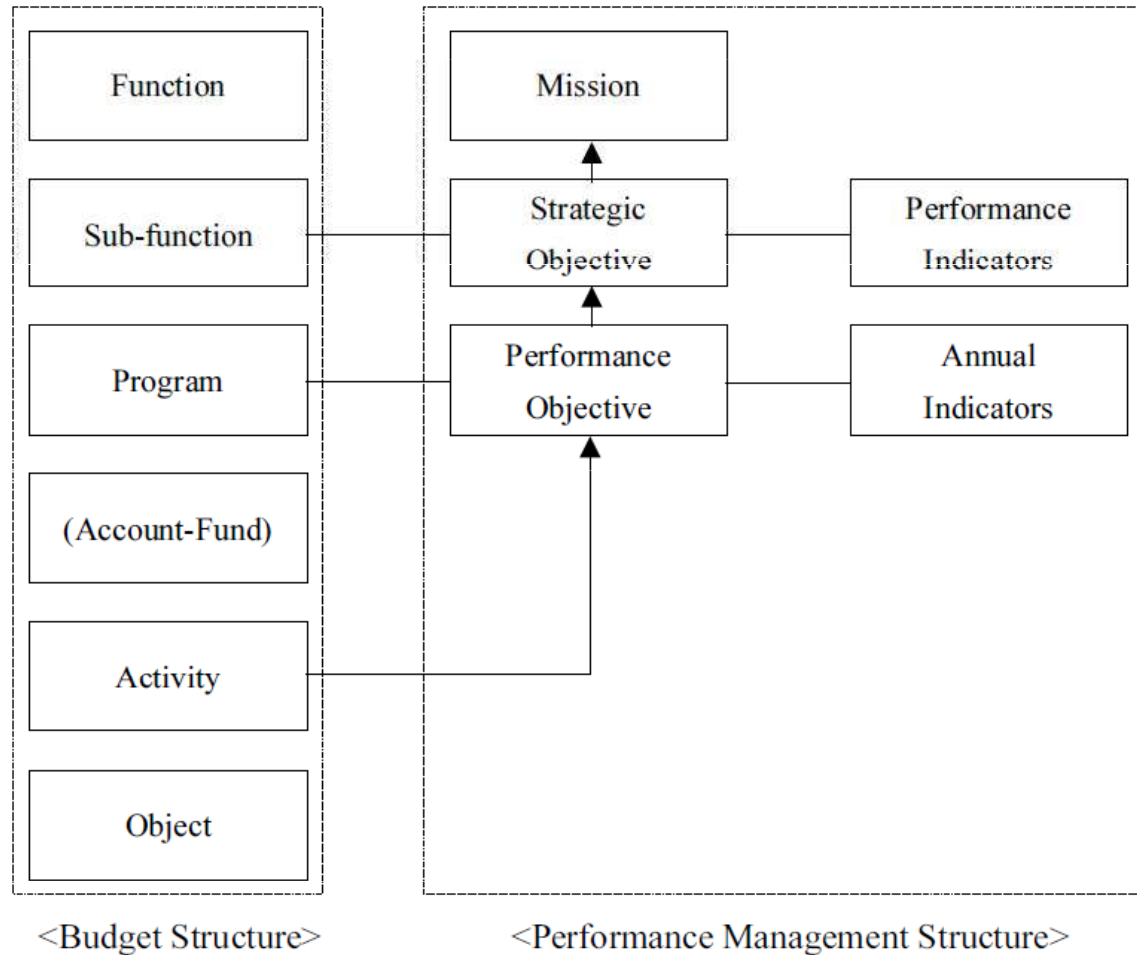 Function
Mission
Sub-function
Strategic
Objective
Performance
Indicators
Program
Performance
Objective
Annual
Indicators
(Account-Fund)
Activity
Object
<Budget Structure>
<Performance Management Structure>